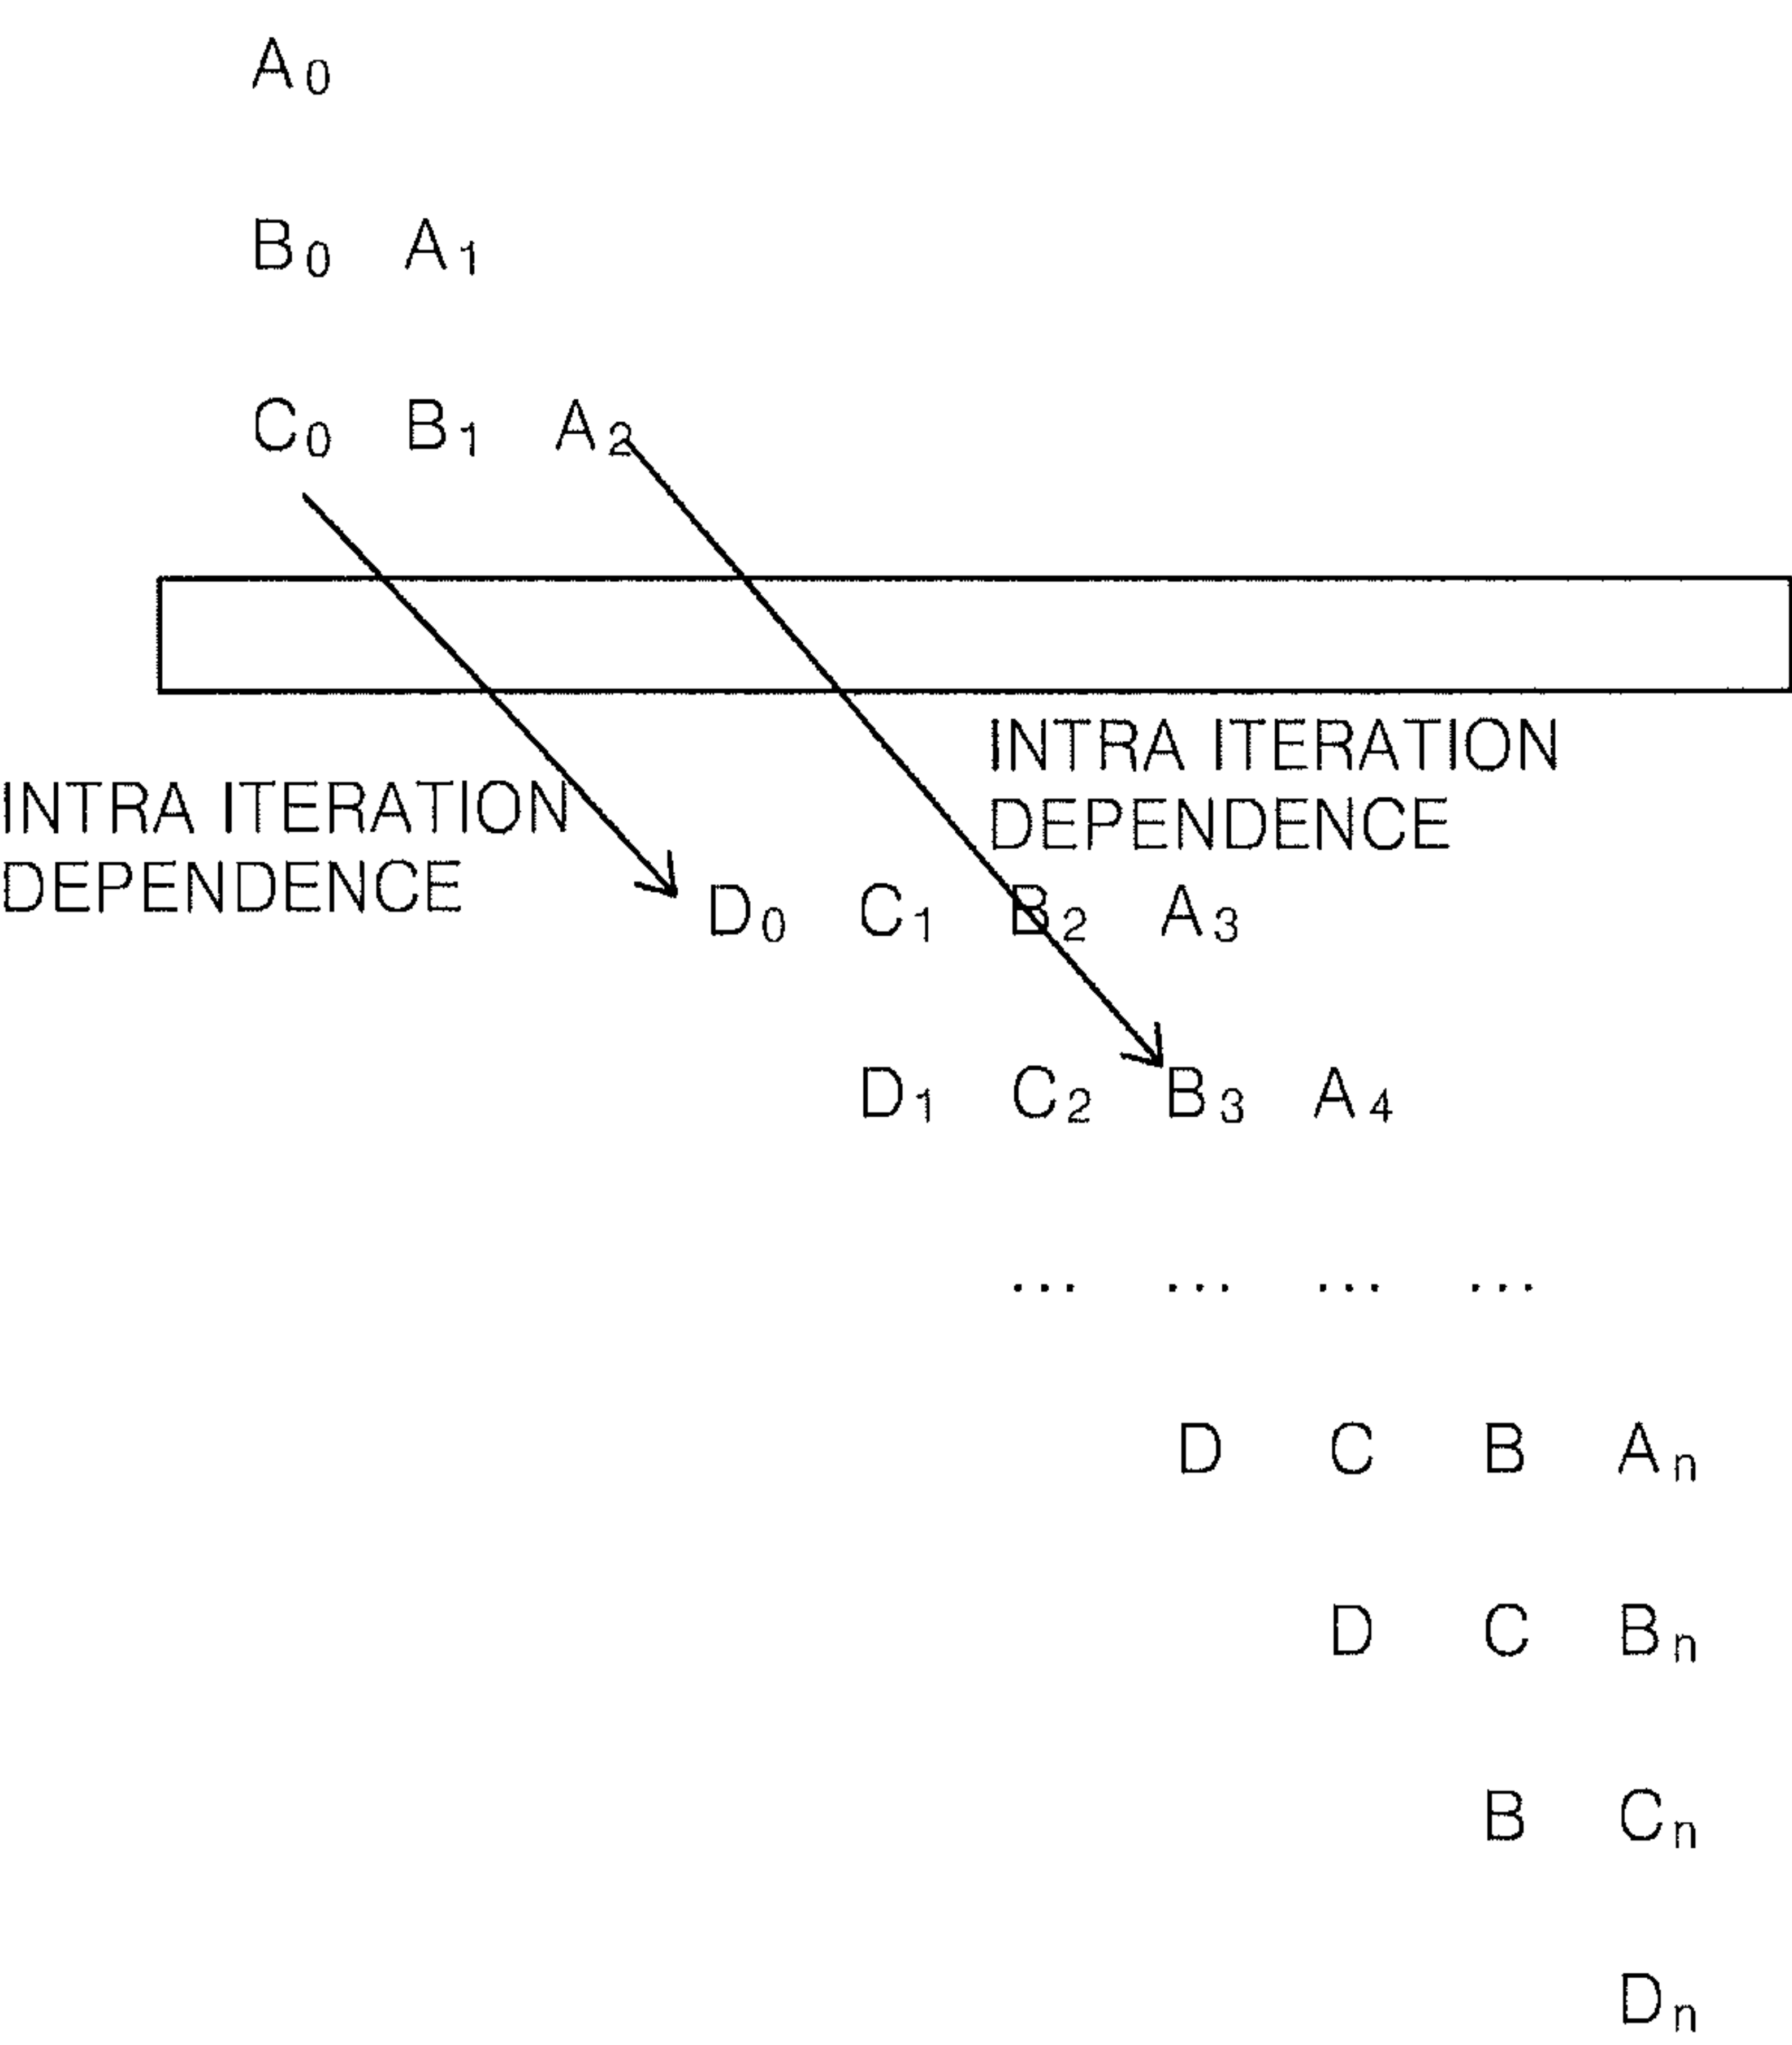 A0
B0 A1
C0 B1 A2
INTRA ITERATION
DEPENDENCE
INTRA ITERATION
DEPENDENCE
D0 C1 B2 A3
D1 C2 B3 A4
... ... ... ...
D C B An
D C Bn
B Cn
Dn